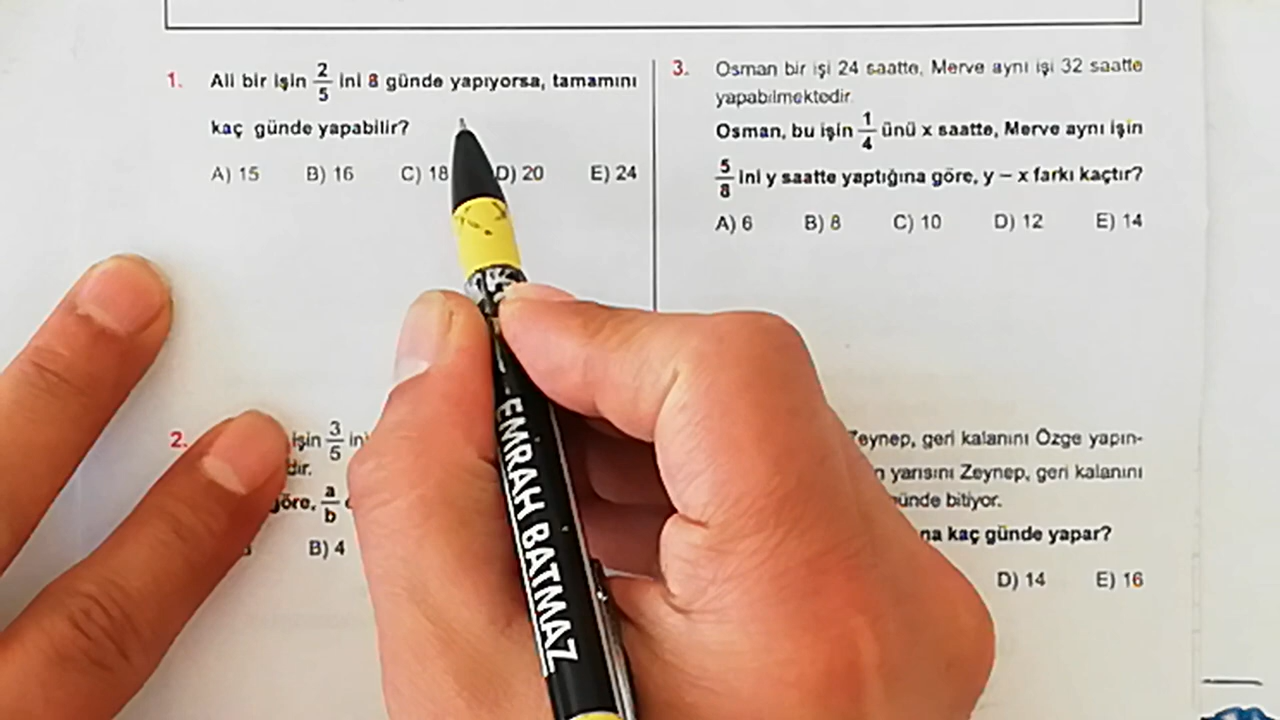 1. Ali bir işin 2/5 ini 8 günde yapıyorsa, tamamını
kaç günde yapabilir?
A) 15 B) 16 C) 18 D) 20 E) 24
3. Osman bir işi 24 saatte, Merve aynı işi 32 saatte
yapabilmektedir.
Osman, bu işin 1/4 ünü x saatte, Merve aynı işin
5/8 ini y saatte yaptığına göre, y – x farkı kaçtır?
A) 6 B) 8 C) 10 D) 12 E) 14
2. işin 3/5
dır.
göre, a/b
B) 4
Zeynep, geri kalanını Özge yapın-
yarısını Zeynep, geri kalanını
günde bitiyor.
kaç günde yapar?
D) 14 E) 16
EMRAH BATMAZ